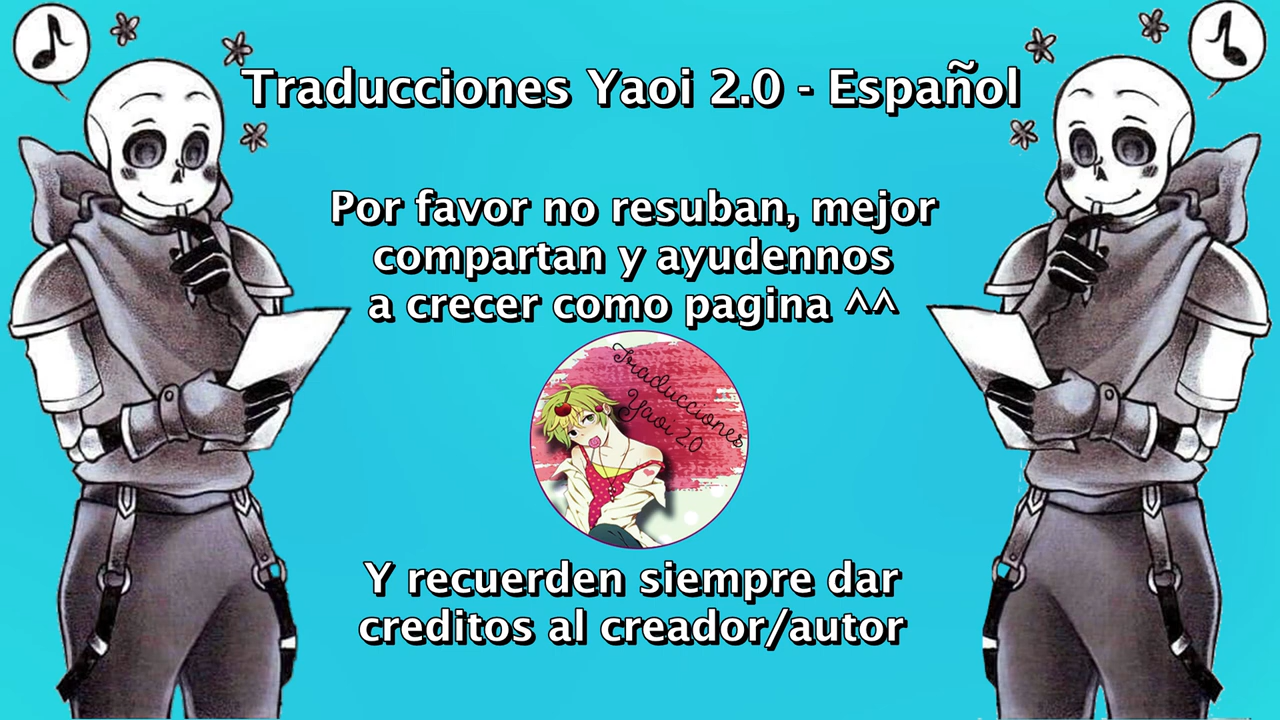 Traducciones Yaoi 2.0 - Español
Por favor no resuban, mejor
compartan y ayudennos
a crecer como pagina ^^
Traducciones
Yaoi 2.0
Y recuerden siempre dar
creditos al creador/autor